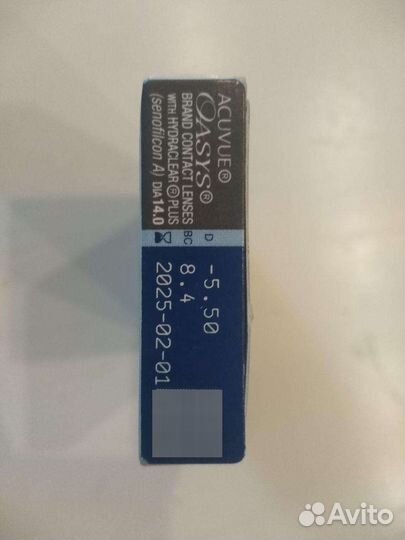 ACUVUE®
OASYS®
BRAND CONTACT LENSES
WITH HYDRACLEAR® PLUS
(senofilcon A) DIA 14.0
D -5.50
BC 8.4
2025-02-01
Avito